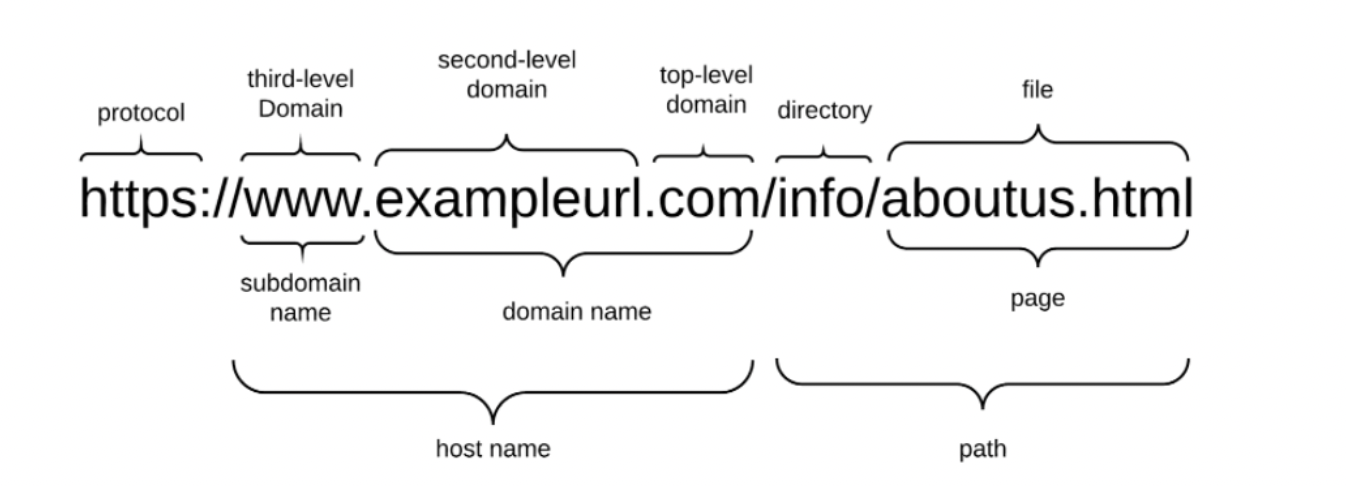 protocol
third-level
Domain
second-level
domain
top-level
domain
directory
file
https://www.exampleurl.com/info/aboutus.html
subdomain
name
domain name
page
host name
path